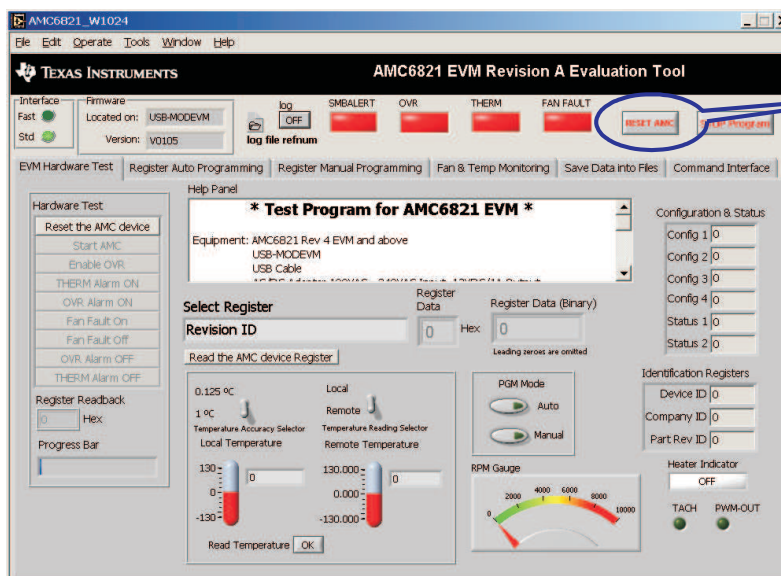 AMC6821_W1024
File Edit Operate Tools Window Help
TEXAS INSTRUMENTS
AMC6821 EVM Revision A Evaluation Tool
Interface
Fast
Std
Firmware
Located on: USB-MODEVM
Version: V0105
log
OFF
log file refnum
SMBALERT OVR THERM FAN FAULT
RESET AMC
STOP Program
EVM Hardware Test Register Auto Programming Register Manual Programming Fan & Temp Monitoring Save Data into Files Command Interface
Hardware Test
Reset the AMC device
Start AMC
Enable OVR
THERM Alarm ON
OVR Alarm ON
Fan Fault On
Fan Fault Off
OVR Alarm OFF
THERM Alarm OFF
Register Readback
0 Hex
Progress Bar
Help Panel
* Test Program for AMC6821 EVM *
Equipment: AMC6821 Rev 4 EVM and above
USB-MODEVM
USB Cable
Select Register
Revision ID
Register Data
0 Hex
Register Data (Binary)
0
Leading zeroes are omitted
Read the AMC device Register
0.125 ºC
1 ºC
Temperature Accuracy Selector
Local
Remote
Temperature Reading Selector
Local Temperature
130
0
-130
0
Remote Temperature
130.000
0.000
-130.000
0
Read Temperature OK
PGM Mode
Auto
Manual
RPM Gauge
0 2000 4000 6000 8000 10000
Configuration & Status
Config 1 0
Config 2 0
Config 3 0
Config 4 0
Status 1 0
Status 2 0
Identification Registers
Device ID 0
Company ID 0
Part Rev ID 0
Heater Indicator
OFF
TACH PWM-OUT